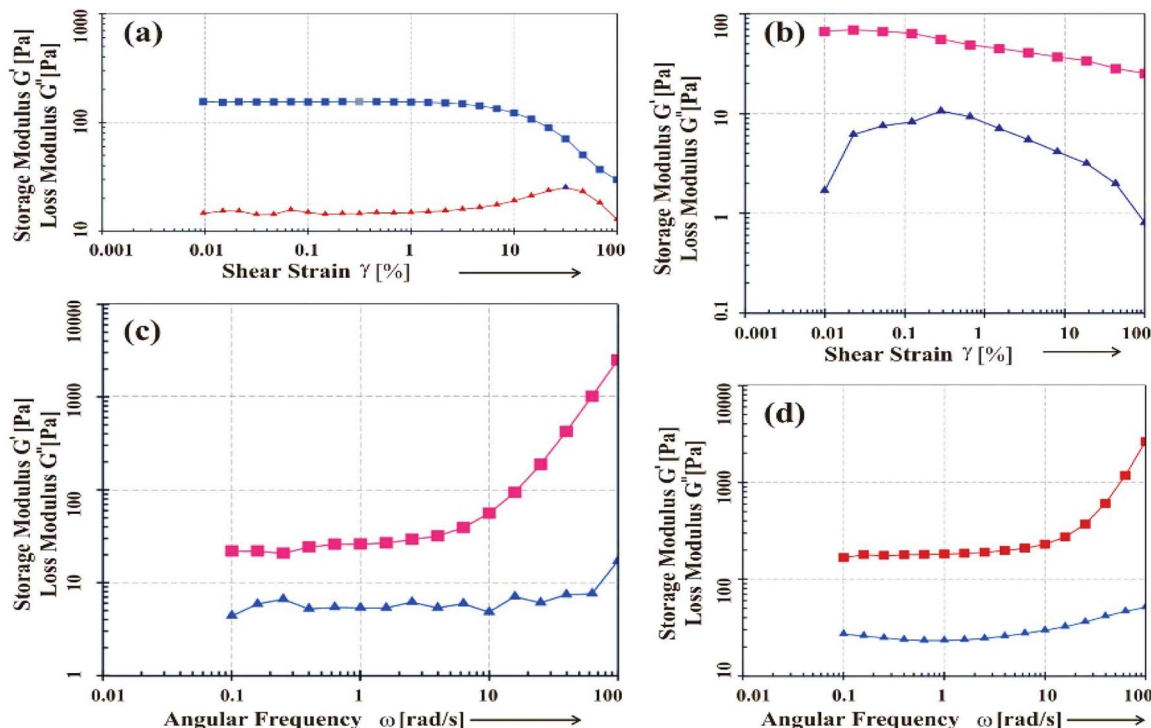 (a)
Storage Modulus G' [Pa]
Loss Modulus G'' [Pa]
1000
100
10
0.001 0.01 0.1 1 10 100
Shear Strain γ [%]
(b)
Storage Modulus G' [Pa]
Loss Modulus G'' [Pa]
100
10
1
0.1
0.001 0.01 0.1 1 10 100
Shear Strain γ [%]
(c)
Storage Modulus G' [Pa]
Loss Modulus G'' [Pa]
10000
1000
100
10
1
0.01 0.1 1 10 100
Angular Frequency ω [rad/s]
(d)
Storage Modulus G' [Pa]
Loss Modulus G'' [Pa]
10000
1000
100
10
0.01 0.1 1 10 100
Angular Frequency ω [rad/s]